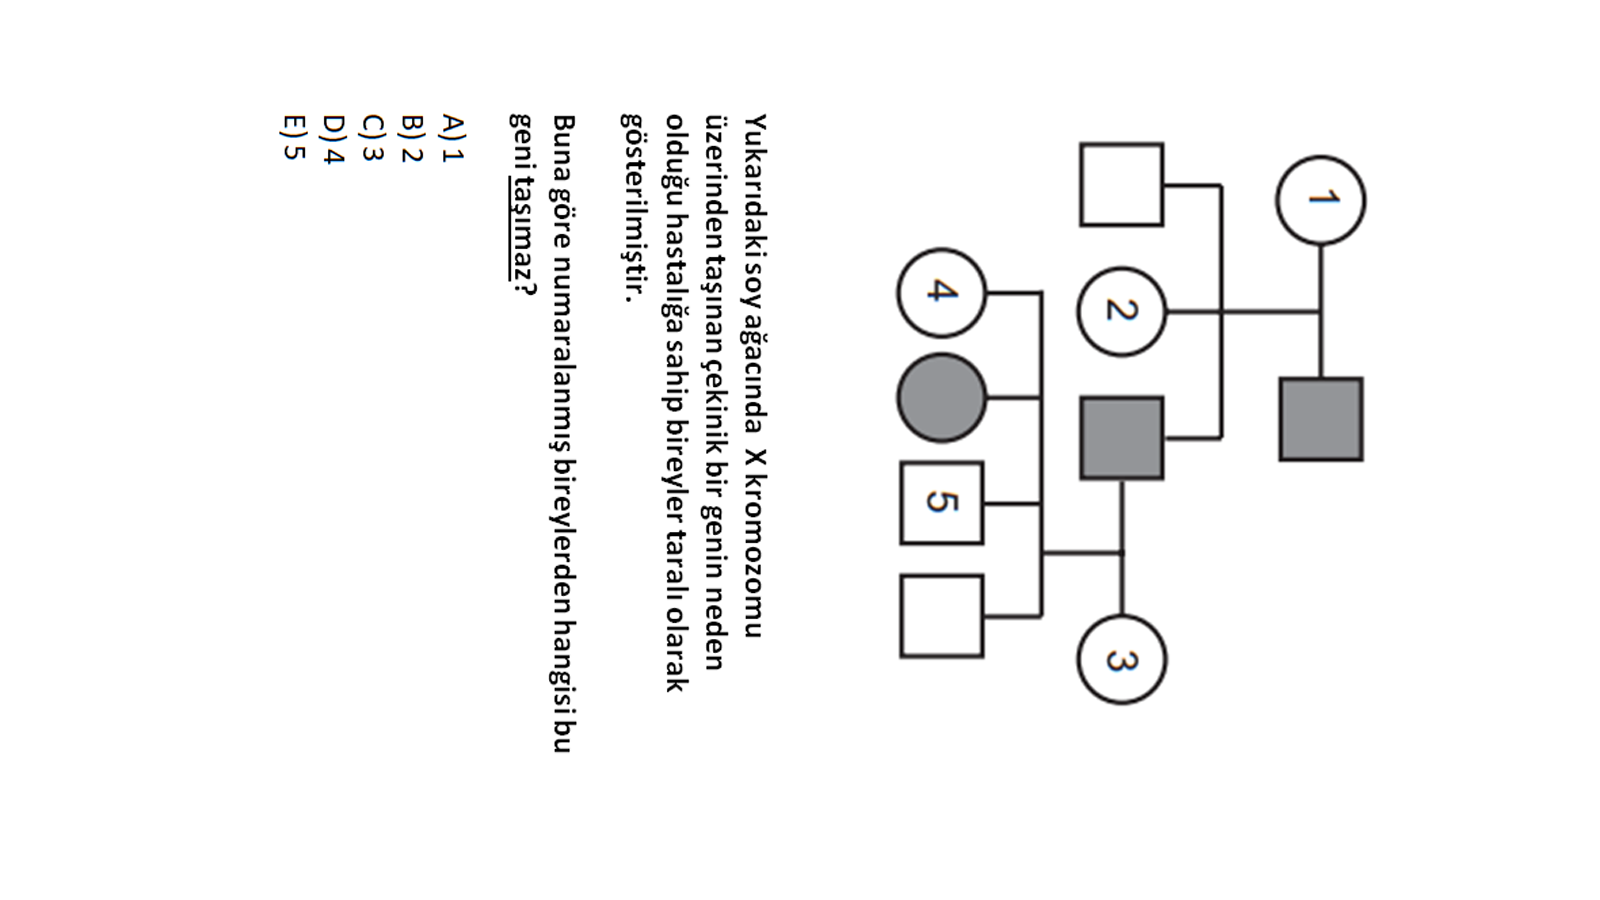 1
2
3
4
5
Yukarıdaki soy ağacında X kromozomu
üzerinden taşınan çekinik bir genin neden
olduğu hastalığa sahip bireyler taralı olarak
gösterilmiştir.
Buna göre numaralanmış bireylerden hangisi bu
geni taşımaz?
A) 1
B) 2
C) 3
D) 4
E) 5